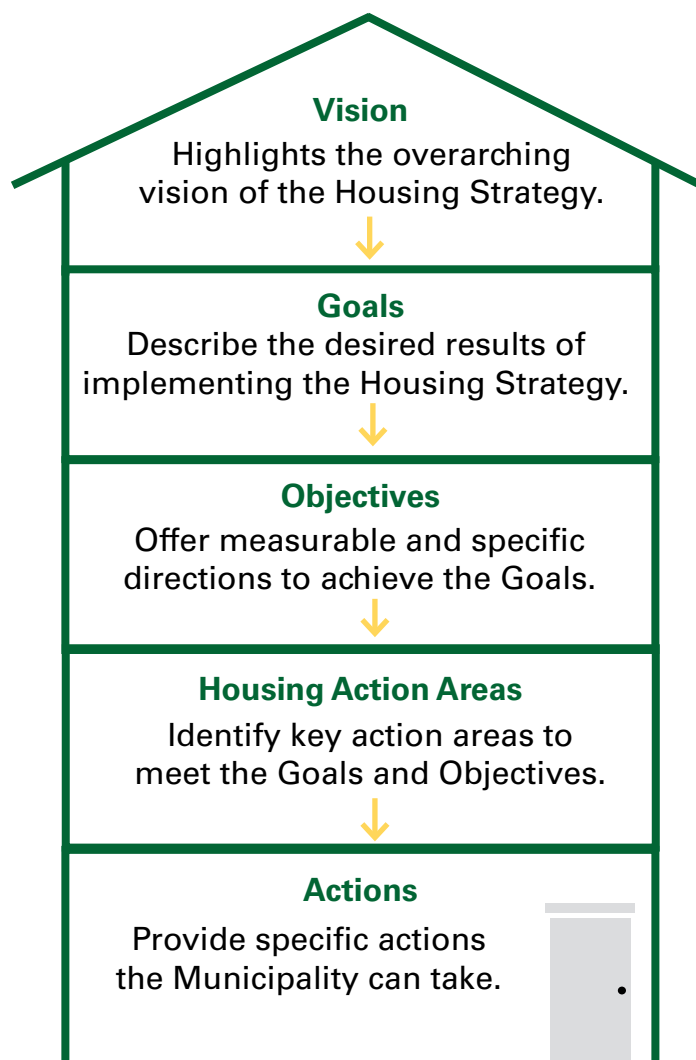 Vision
Highlights the overarching
vision of the Housing Strategy.
Goals
Describe the desired results of
implementing the Housing Strategy.
Objectives
Offer measurable and specific
directions to achieve the Goals.
Housing Action Areas
Identify key action areas to
meet the Goals and Objectives.
Actions
Provide specific actions
the Municipality can take.